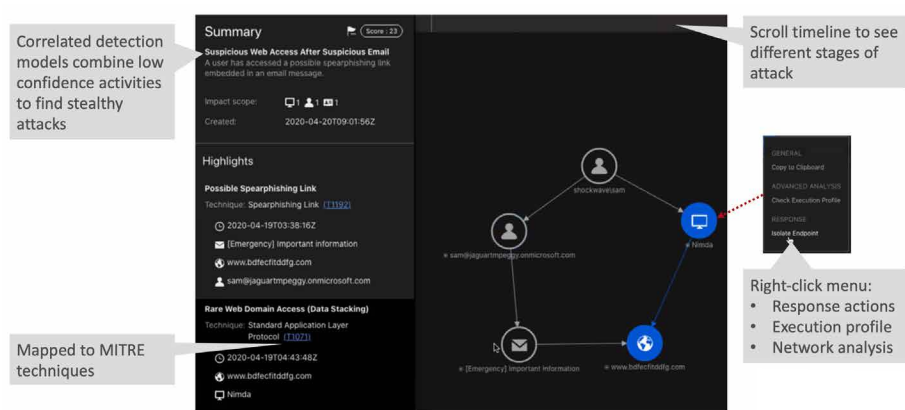 Correlated detection
models combine low
confidence activities
to find stealthy
attacks
Mapped to MITRE
techniques
Summary
Score : 23
Suspicious Web Access After Suspicious Email
A user has accessed a possible spearphishing link
embedded in an email message.
Impact scope: 1 1 1
Created: 2020-04-20T09:01:56Z
Highlights
Possible Spearphishing Link
Technique: Spearphishing Link (T1192)
2020-04-19T03:38:16Z
[Emergency] Important information
www.bdfecfitddfg.com
sam@jaguartmpeggy.onmicrosoft.com
Rare Web Domain Access (Data Stacking)
Technique: Standard Application Layer
Protocol (T1071)
2020-04-19T04:43:48Z
www.bdfecfitddfg.com
Nimda
shockwave\sam
sam@jaguartmpeggy.onmicrosoft.com
Nimda
[Emergency] Important information
www.bdfecfitddfg.com
Scroll timeline to see
different stages of
attack
GENERAL
Copy to Clipboard
ADVANCED ANALYSIS
Check Execution Profile
RESPONSE
Isolate Endpoint
Right-click menu:
• Response actions
• Execution profile
• Network analysis